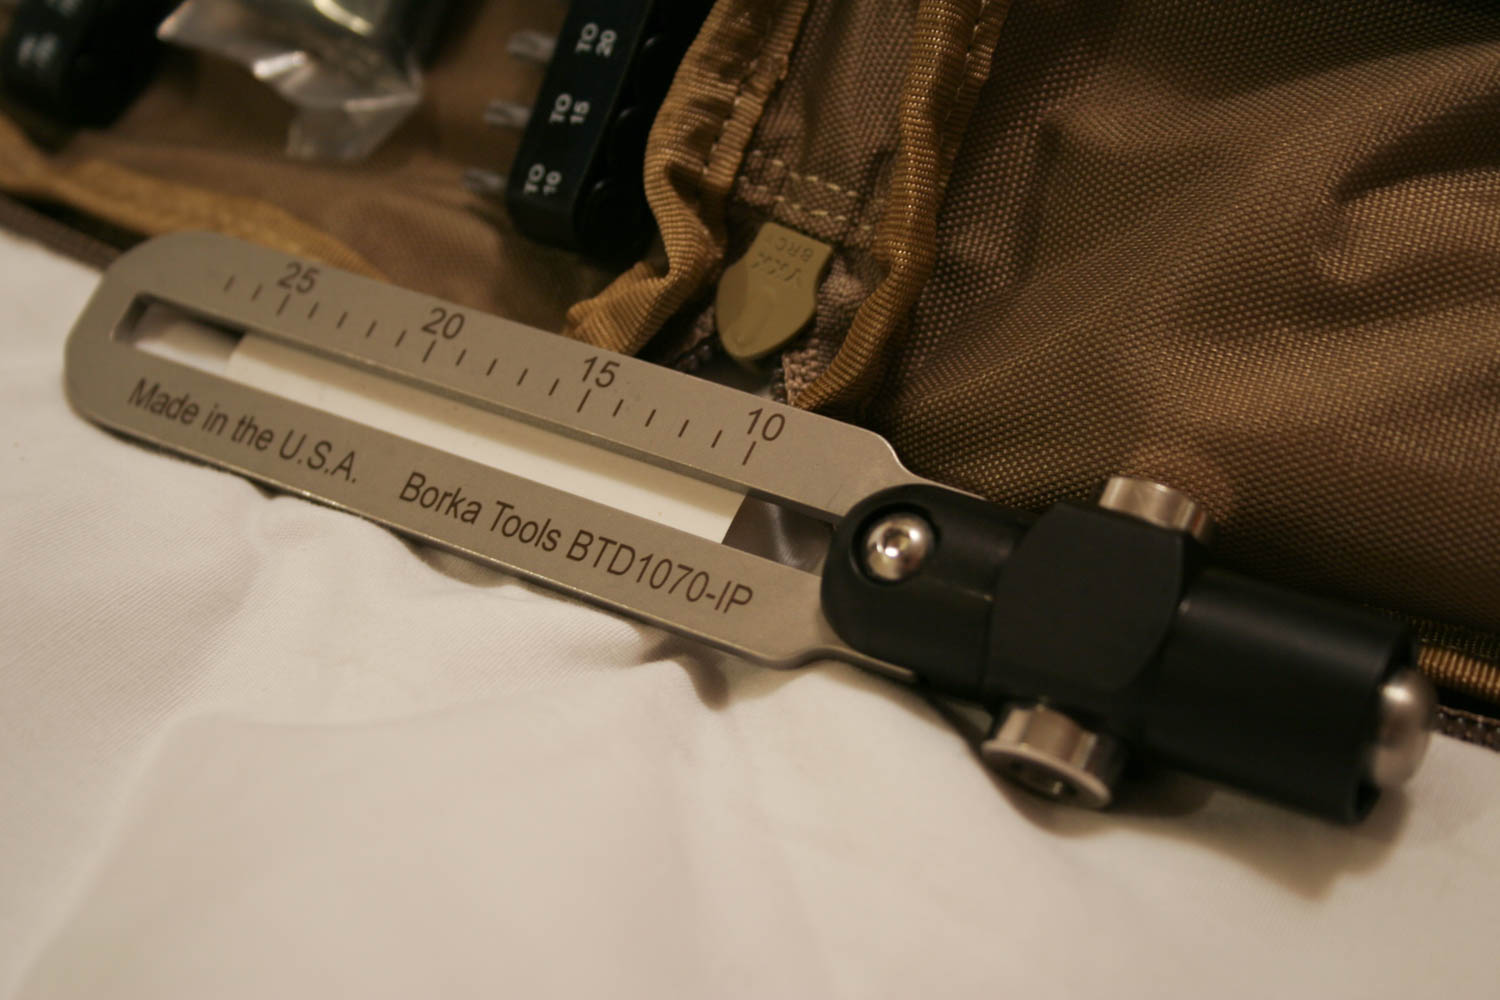 TO 20
TO 15
TO 10
25 20 15 10
Made in the U.S.A. Borka Tools BTD1070-IP